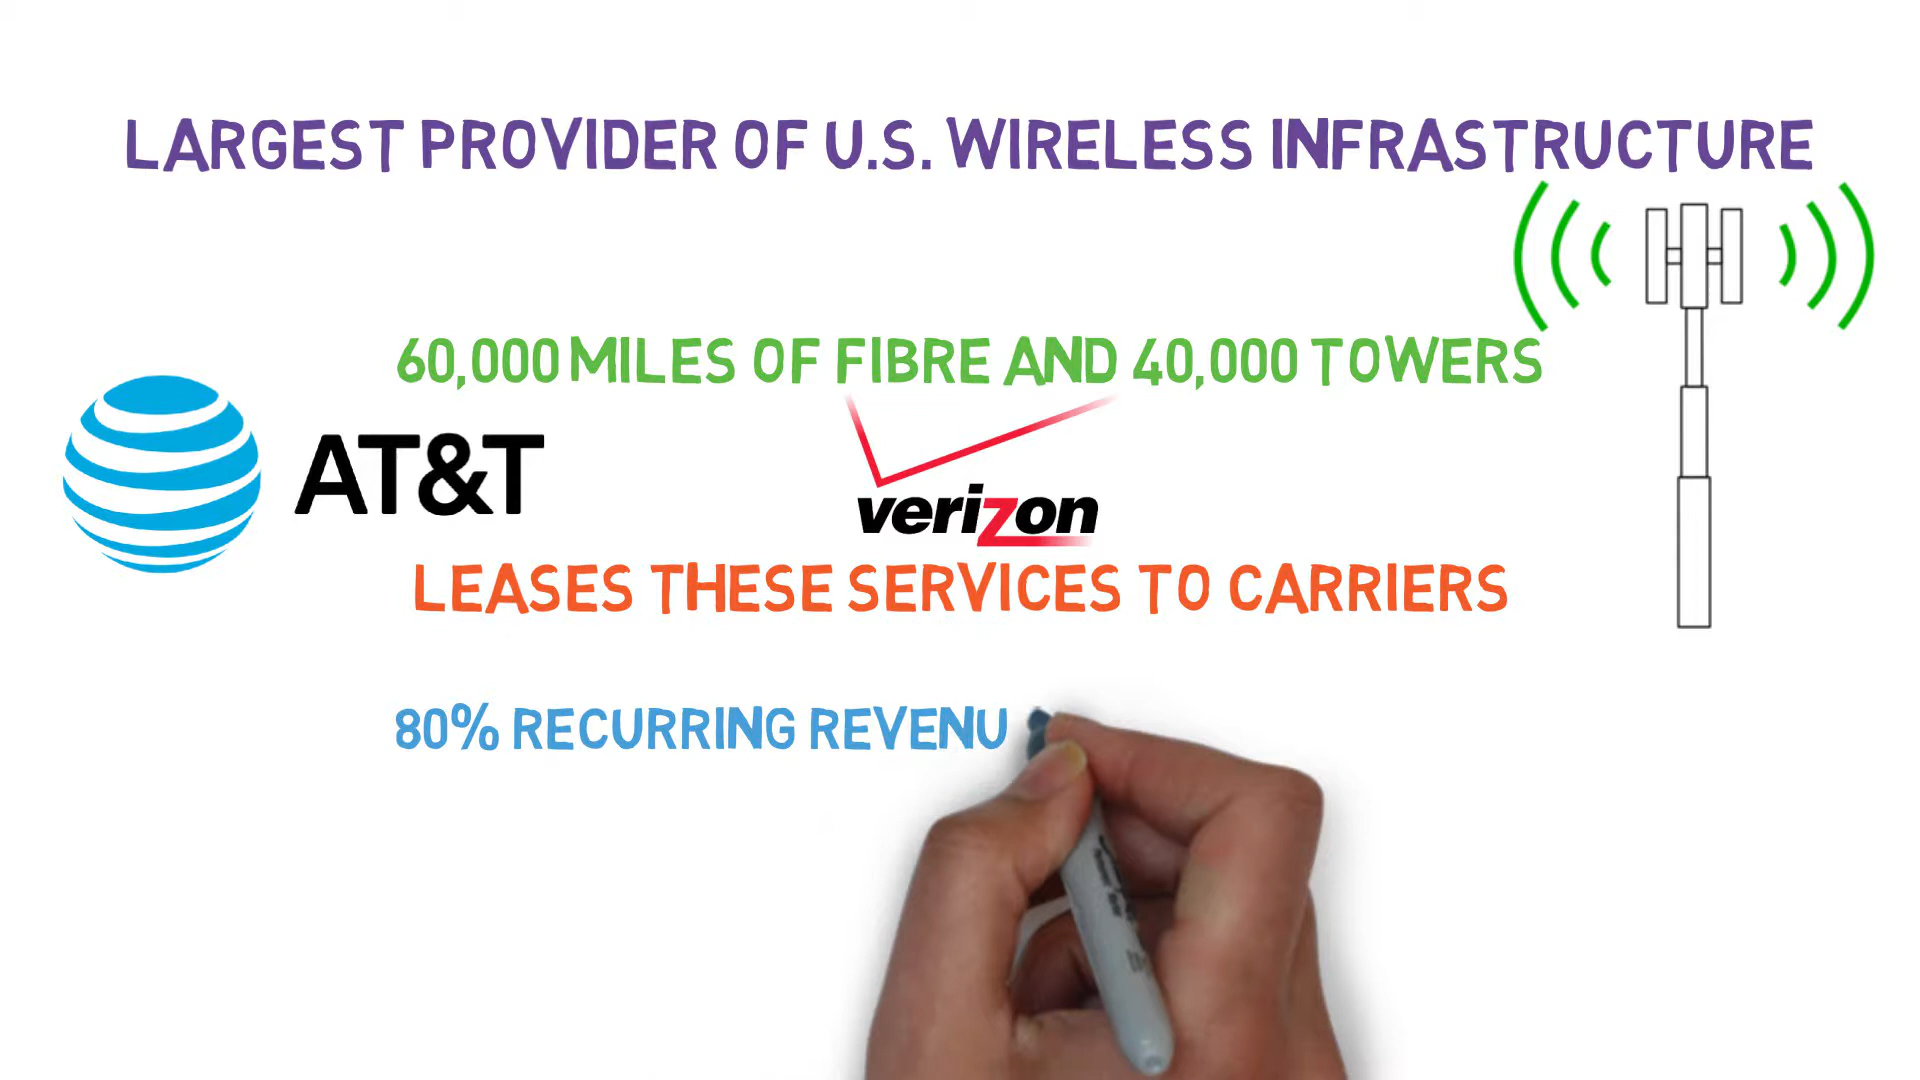 LARGEST PROVIDER OF U.S. WIRELESS INFRASTRUCTURE
60,000 MILES OF FIBRE AND 40,000 TOWERS
AT&T
verizon
LEASES THESE SERVICES TO CARRIERS
80% RECURRING REVENU